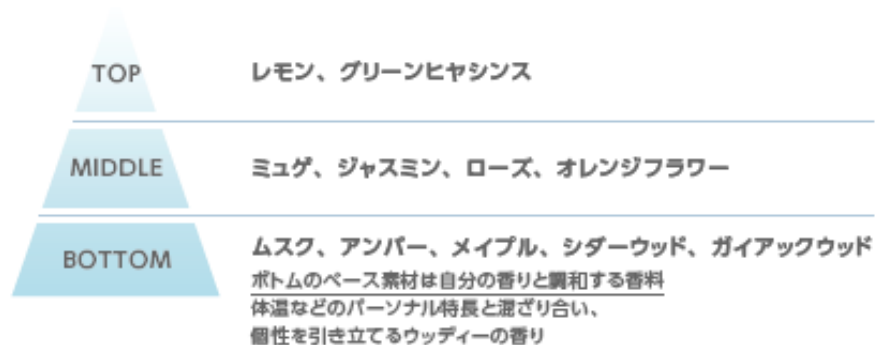 TOP
レモン、グリーンヒヤシンス
MIDDLE
ミュゲ、ジャスミン、ローズ、オレンジフラワー
BOTTOM
ムスク、アンバー、メイプル、シダーウッド、ガイアックウッド
ボトムのベース素材は自分の香りと調和する香料
体温などのパーソナル特長と混ざり合い、
個性を引き立てるウッディーの香り